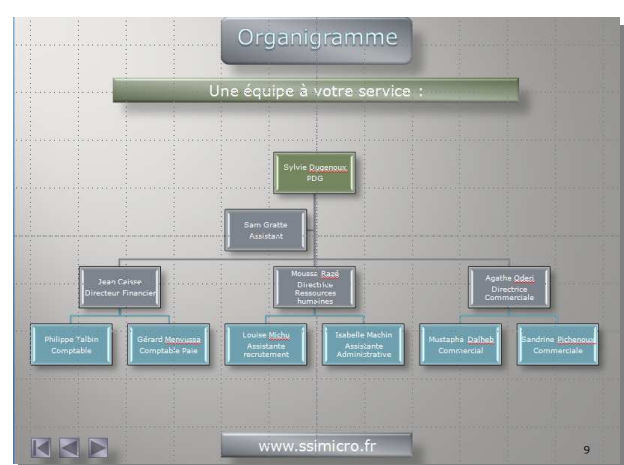 Organigramme
Une équipe à votre service :
Sylvie Dugenoux
PDG
Sam Gratte
Assistant
Jean Caisse
Directeur Financier
Moussa Razé
Directrice
Ressources
humaines
Agathe Oderi
Directrice
Commerciale
Philippe Talbin
Comptable
Gérard Menvussa
Comptable Paie
Louise Michu
Assistante
recrutement
Isabelle Machin
Assistante
Administrative
Mustapha Dalheb
Commercial
Sandrine Pichenoux
Commerciale
www.ssimicro.fr
9